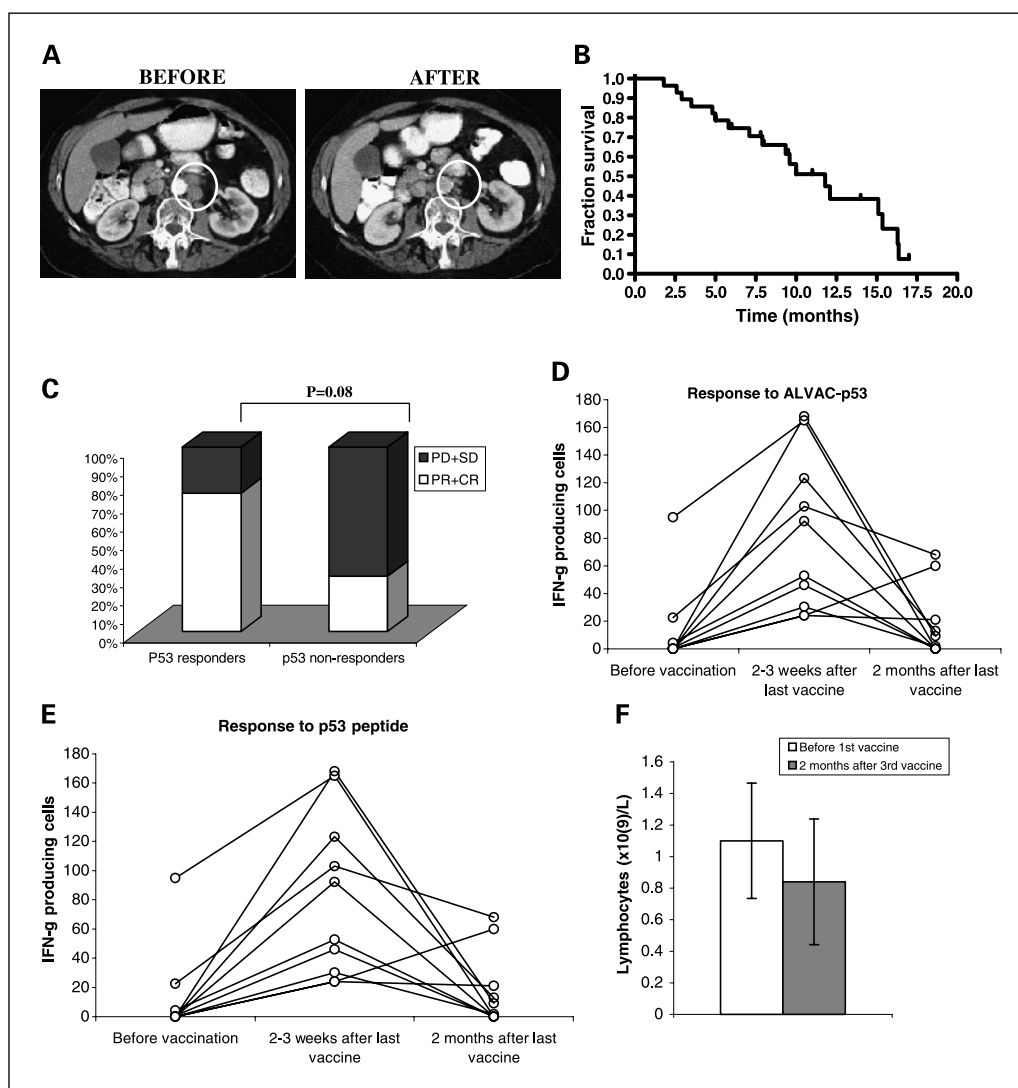 A
BEFORE
AFTER
B
1.0
0.9
0.8
0.7
0.6
0.5
0.4
0.3
0.2
0.1
0.0
Fraction survival
0.0 2.5 5.0 7.5 10.0 12.5 15.0 17.5 20.0
Time (months)
C
P=0.08
PD+SD
PR+CR
100%
90%
80%
70%
60%
50%
40%
30%
20%
10%
0%
P53 responders
p53 non-responders
D
Response to ALVAC-p53
180
160
140
120
100
80
60
40
20
0
IFN-g producing cells
Before vaccination
2-3 weeks after
last vaccine
2 months after last
vaccine
E
Response to p53 peptide
180
160
140
120
100
80
60
40
20
0
IFN-g producing cells
Before vaccination
2-3 weeks after last
vaccine
2 months after last
vaccine
F
Before 1st vaccine
2 months after 3rd vaccine
1.6
1.4
1.2
1
0.8
0.6
0.4
0.2
0
Lymphocytes (x10(9)/L)